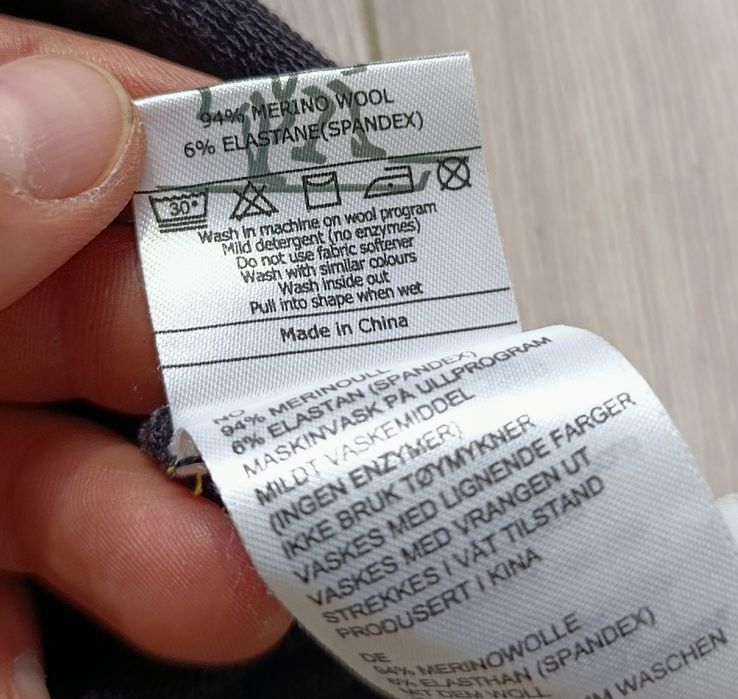 94% MERINO WOOL
6% ELASTANE(SPANDEX)
30°
Wash in machine on wool program
Mild detergent (no enzymes)
Do not use fabric softener
Wash with similar colours
Wash inside out
Pull into shape when wet
Made in China
NO
94% MERINOULL
6% ELASTAN (SPANDEX)
MASKINVASK PÅ ULLPROGRAM
MILDT VASKEMIDDEL
(INGEN ENZYMER)
IKKE BRUK TØYMYKNER
VASKES MED LIGNENDE FARGER
VASKES MED VRANGEN UT
STREKKES I VÅT TILSTAND
PRODUSERT I KINA
DE
94% MERINOWOLLE
6% ELASTHAN (SPANDEX)
MIT DEM WASCHEN